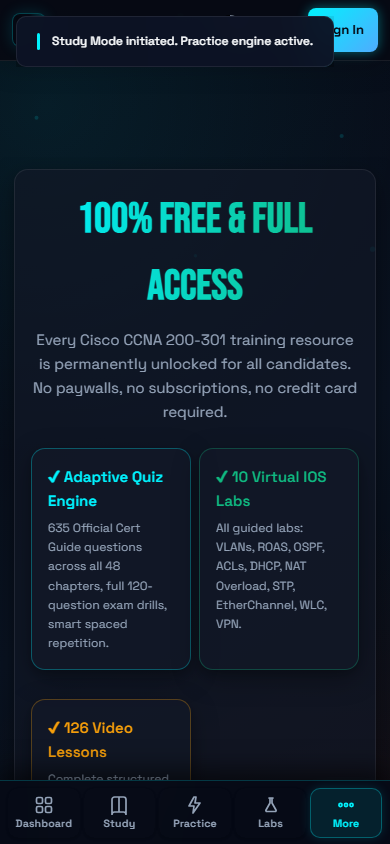 Study Mode initiated. Practice engine active.
gn In
100% FREE & FULL
ACCESS
Every Cisco CCNA 200-301 training resource
is permanently unlocked for all candidates.
No paywalls, no subscriptions, no credit card
required.
✓ Adaptive Quiz
Engine
635 Official Cert
Guide questions
across all 48
chapters, full 120-
question exam drills,
smart spaced
repetition.
✓ 10 Virtual IOS
Labs
All guided labs:
VLANs, ROAS, OSPF,
ACLs, DHCP, NAT
Overload, STP,
EtherChannel, WLC,
VPN.
✓ 126 Video
Lessons
Complete structured
Dashboard
Study
Practice
Labs
More